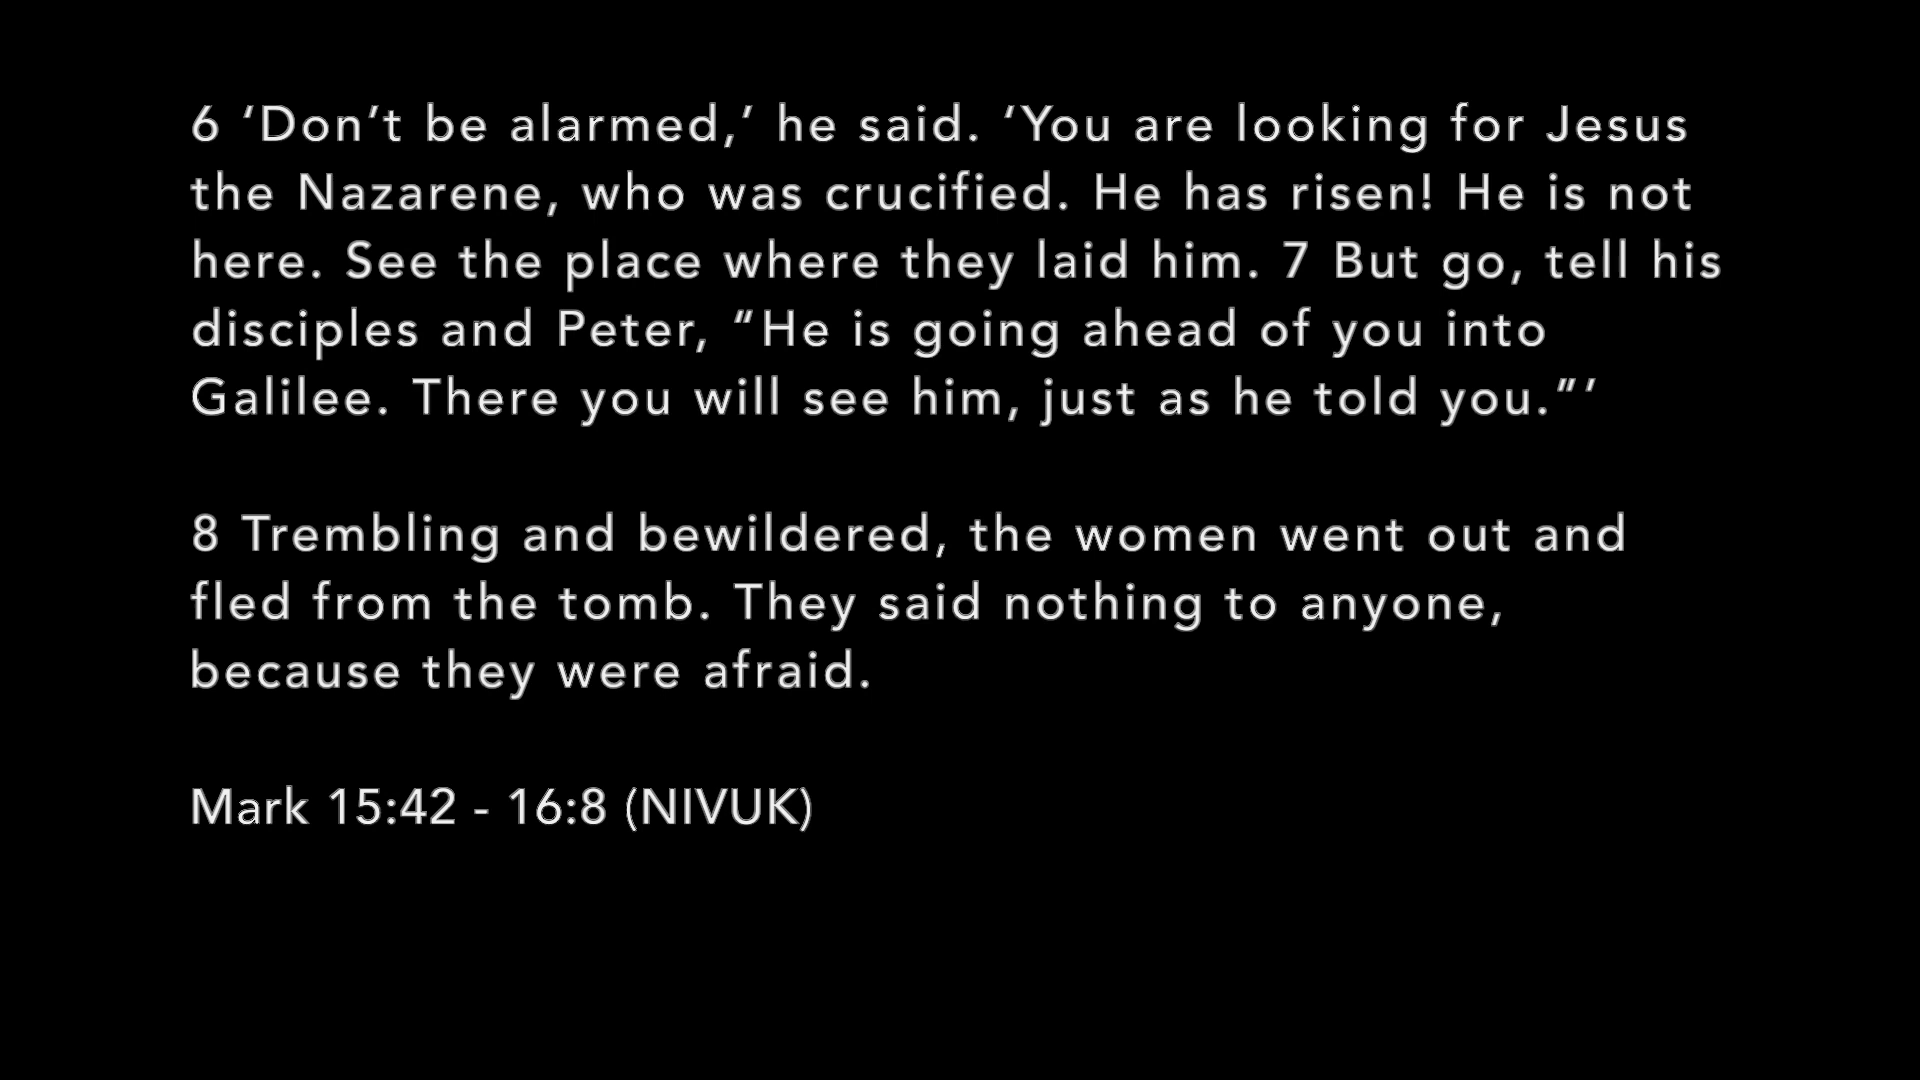 6 ‘Don’t be alarmed,’ he said. ‘You are looking for Jesus
the Nazarene, who was crucified. He has risen! He is not
here. See the place where they laid him. 7 But go, tell his
disciples and Peter, “He is going ahead of you into
Galilee. There you will see him, just as he told you.”’
8 Trembling and bewildered, the women went out and
fled from the tomb. They said nothing to anyone,
because they were afraid.
Mark 15:42 - 16:8 (NIVUK)